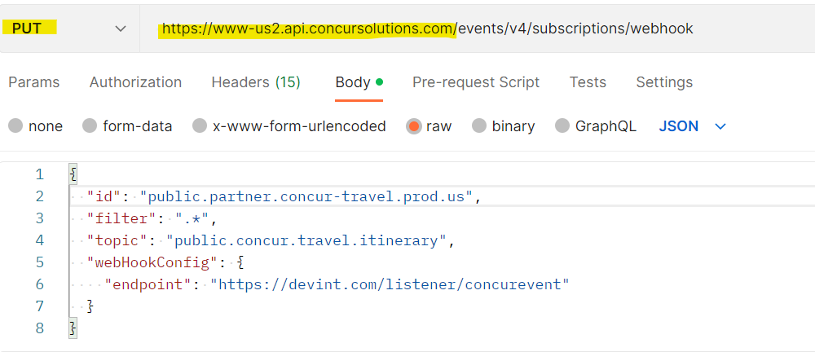 PUT https://www-us2.api.concursolutions.com/events/v4/subscriptions/webhook
Params Authorization Headers (15) Body Pre-request Script Tests Settings
none form-data x-www-form-urlencoded raw binary GraphQL JSON
1 {
2 "id": "public.partner.concur-travel.prod.us",
3 "filter": ".*",
4 "topic": "public.concur.travel.itinerary",
5 "webHookConfig": {
6 "endpoint": "https://devint.com/listener/concurevent"
7 }
8 }